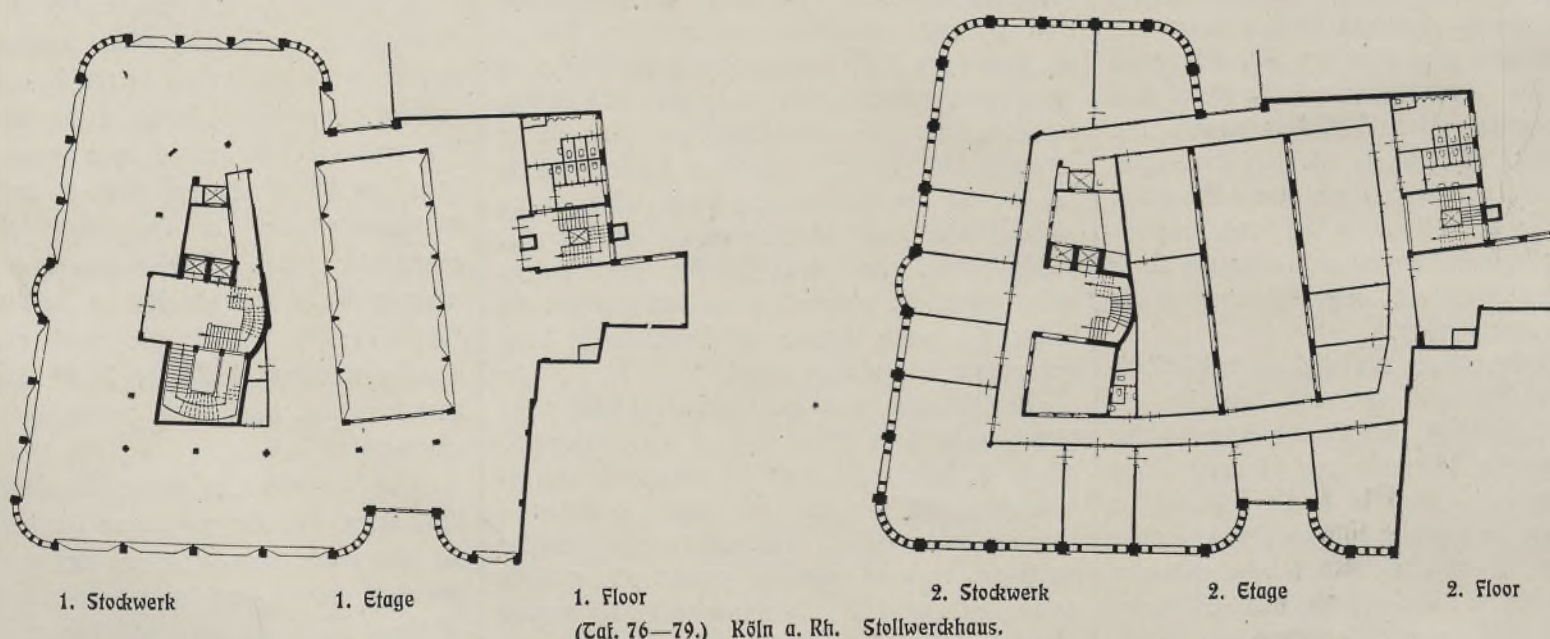 1. Stockwerk 1. Etage 1. Floor 2. Stockwerk 2. Etage 2. Floor
(Taf. 76—79.) Köln a. Rh. Stollwerckhaus.